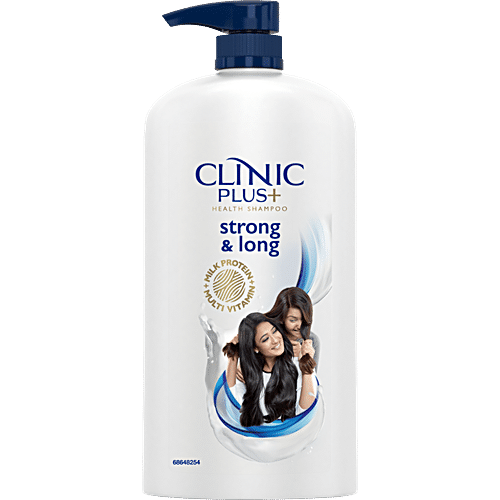 CLINIC
PLUS+
HEALTH SHAMPOO
strong
& long
+ MILK PROTEIN +
MULTI VITAMIN
68648254